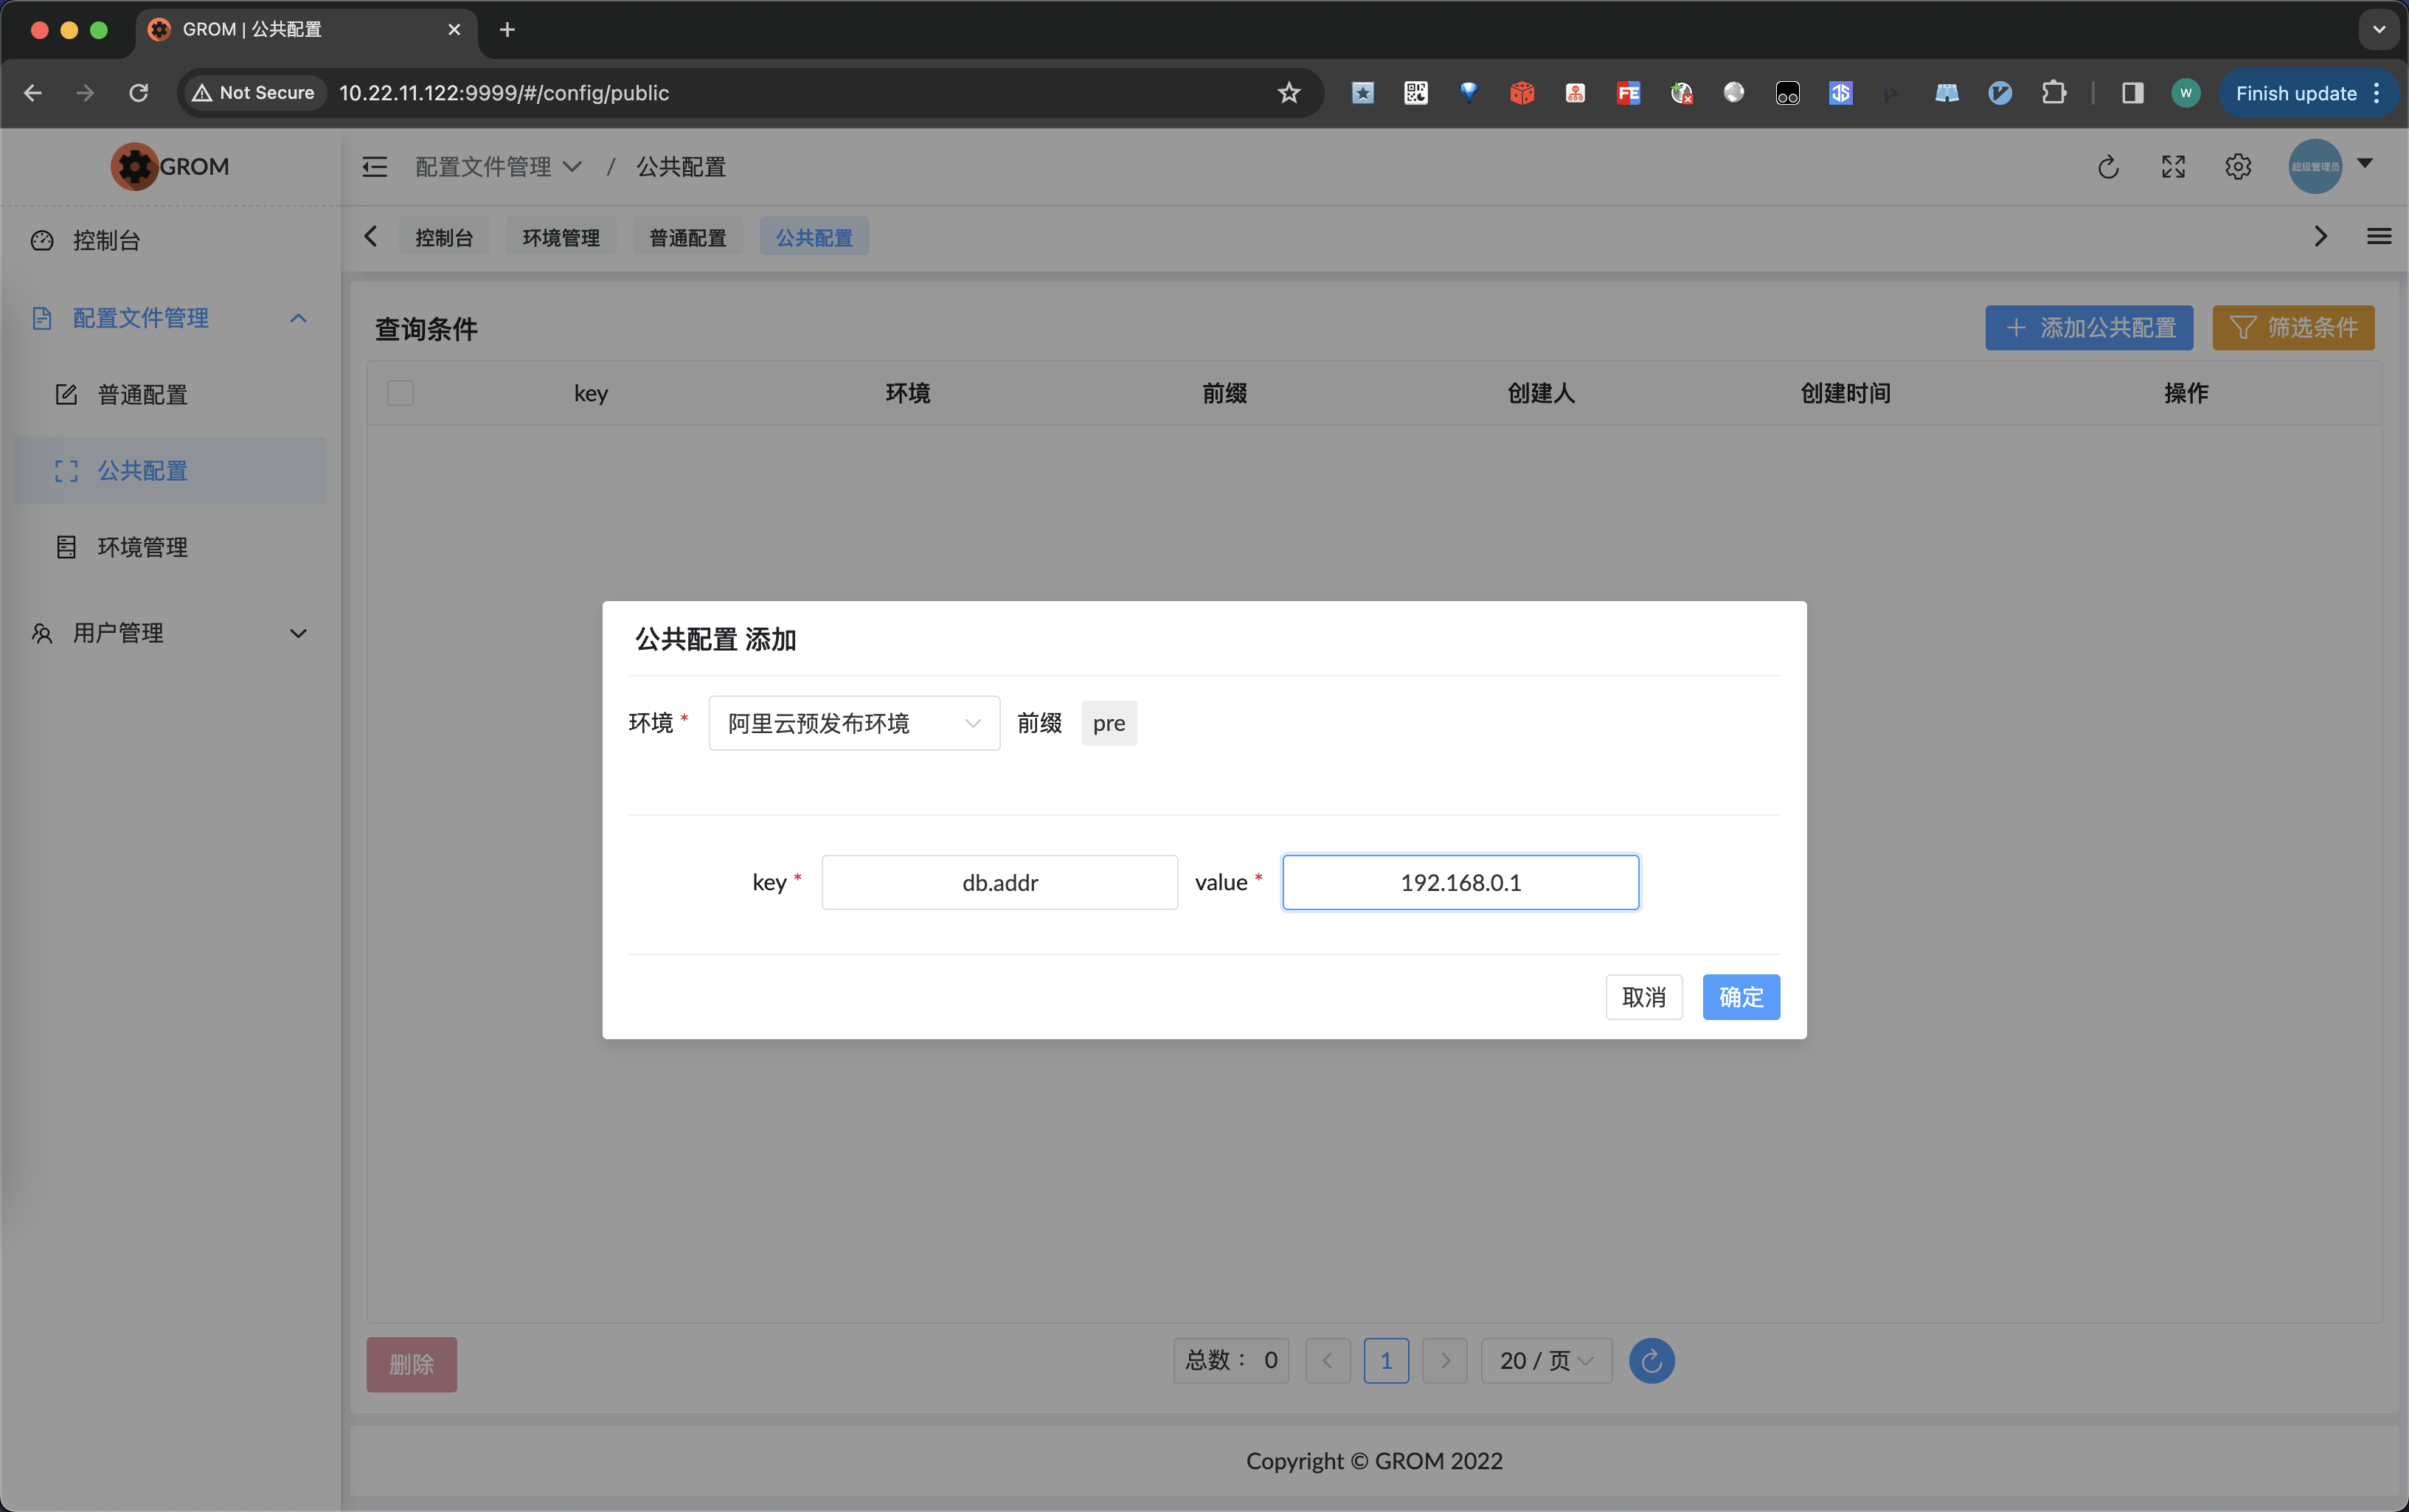 GROM | 公共配置
Not Secure 10.22.11.122:9999/#/config/public
FE
JS
W
Finish update
GROM
配置文件管理 / 公共配置
超级管理员
控制台
控制台 环境管理 普通配置 公共配置
配置文件管理
查询条件
添加公共配置 筛选条件
普通配置
key 环境 前缀 创建人 创建时间 操作
公共配置
环境管理
用户管理
公共配置 添加
环境 * 阿里云预发布环境 前缀 pre
key * db.addr value * 192.168.0.1
取消 确定
删除
总数： 0 1 20 / 页
Copyright © GROM 2022